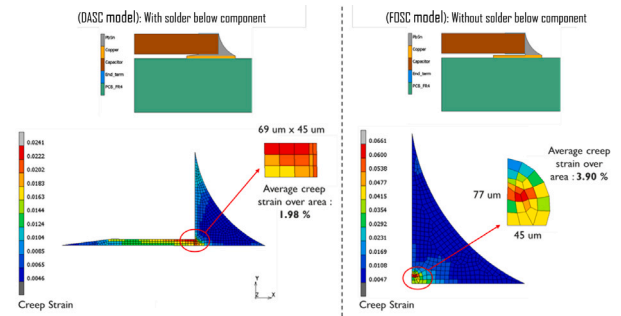 (DASC model): With solder below component
(FOSC model): Without solder below component
PbSn
Copper
Capacitor
End_term
PCB_FR4
PbSn
Copper
Capacitor
End_term
PCB_FR4
69 um x 45 um
0.0241
0.0222
0.0202
0.0183
0.0163
0.0144
0.0124
0.0104
0.0085
0.0065
0.0046
Average creep
strain over area :
1.98 %
Creep Strain
Y
Z
X
0.0661
0.0600
0.0538
0.0477
0.0415
0.0354
0.0293
0.0231
0.0170
0.0108
0.0047
Average creep
strain over
area : 3.90 %
77 um
45 um
Creep Strain